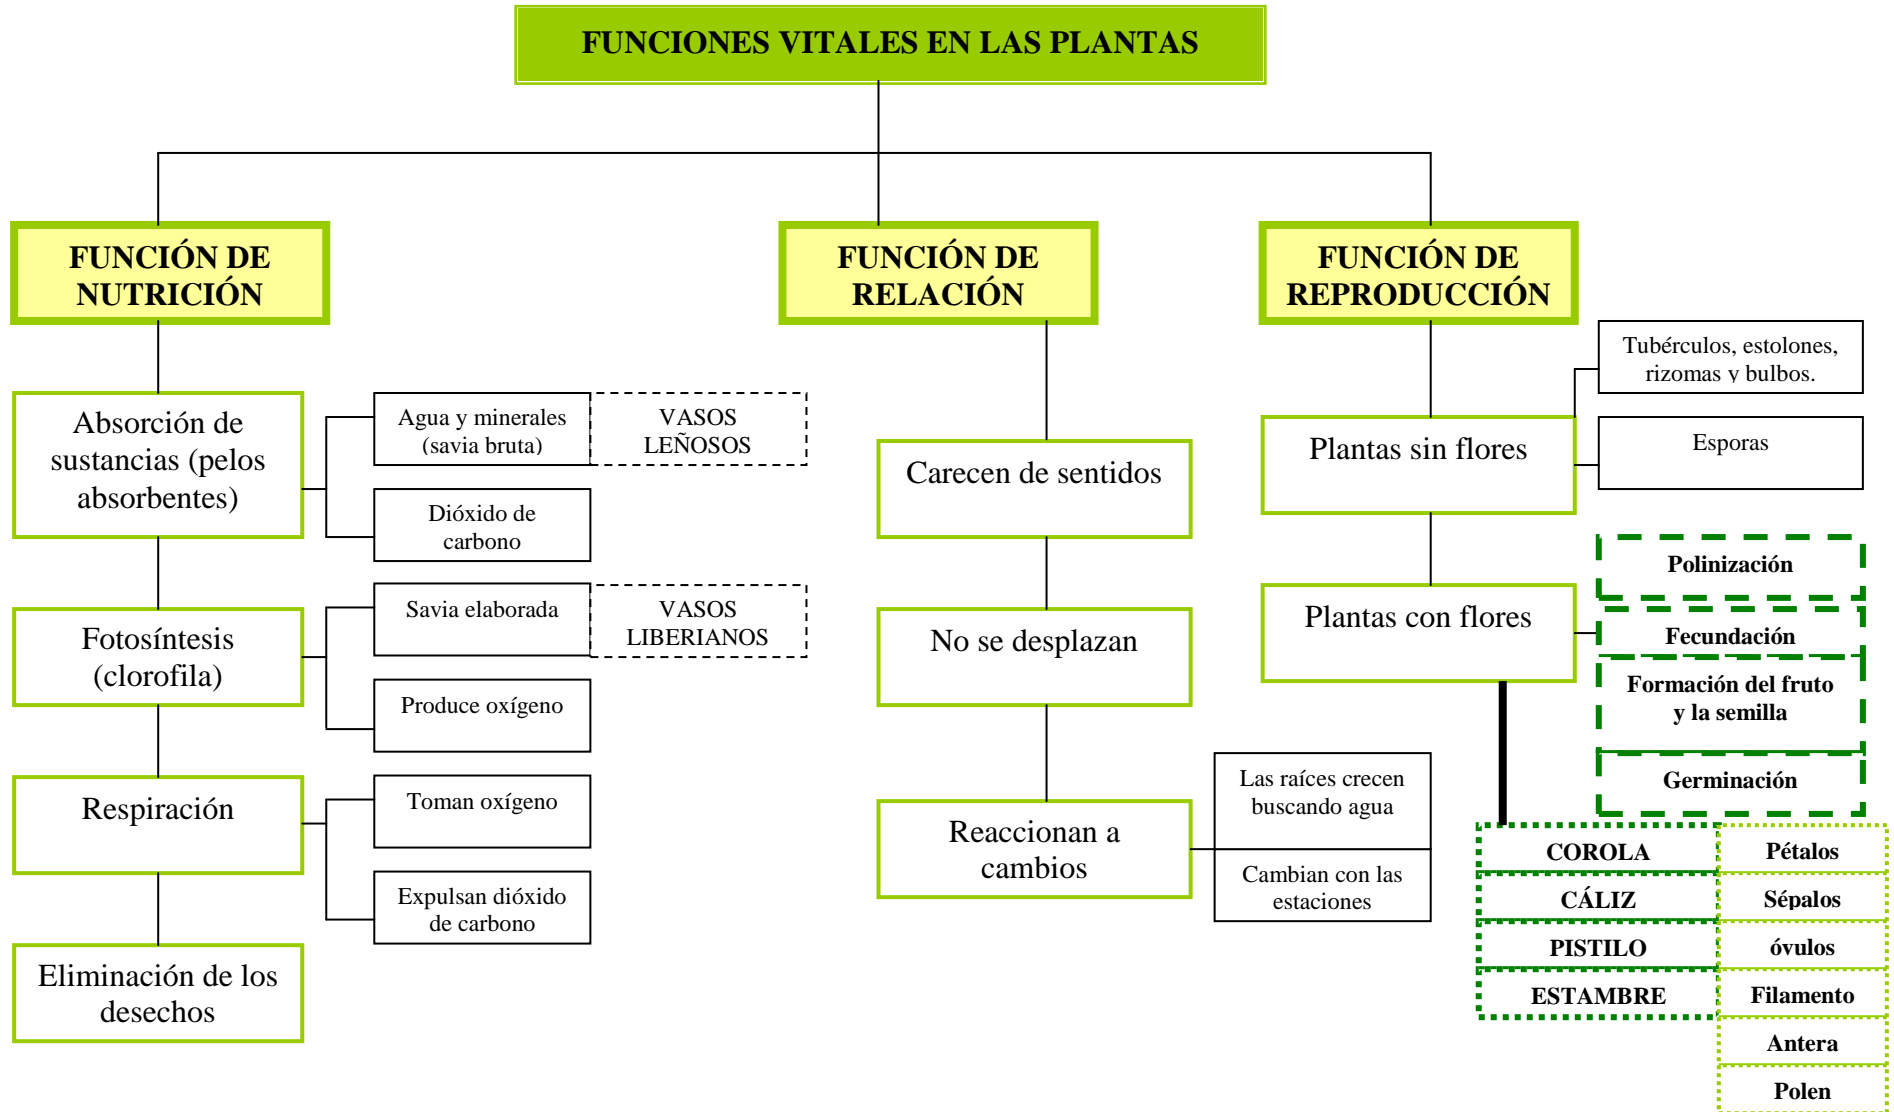 FUNCIONES VITALES EN LAS PLANTAS
FUNCIÓN DE
NUTRICIÓN
FUNCIÓN DE
RELACIÓN
FUNCIÓN DE
REPRODUCCIÓN
Absorción de
sustancias (pelos
absorbentes)
Agua y minerales
(savia bruta)
VASOS
LEÑOSOS
Dióxido de
carbono
Fotosíntesis
(clorofila)
Savia elaborada
VASOS
LIBERIANOS
Produce oxígeno
Respiración
Toman oxígeno
Expulsan dióxido
de carbono
Eliminación de los
desechos
Carecen de sentidos
No se desplazan
Reaccionan a
cambios
Las raíces crecen
buscando agua
Cambian con las
estaciones
Plantas sin flores
Tubérculos, estolones,
rizomas y bulbos.
Esporas
Plantas con flores
Polinización
Fecundación
Formación del fruto
y la semilla
Germinación
COROLA
Pétalos
CÁLIZ
Sépalos
PISTILO
óvulos
ESTAMBRE
Filamento
Antera
Polen